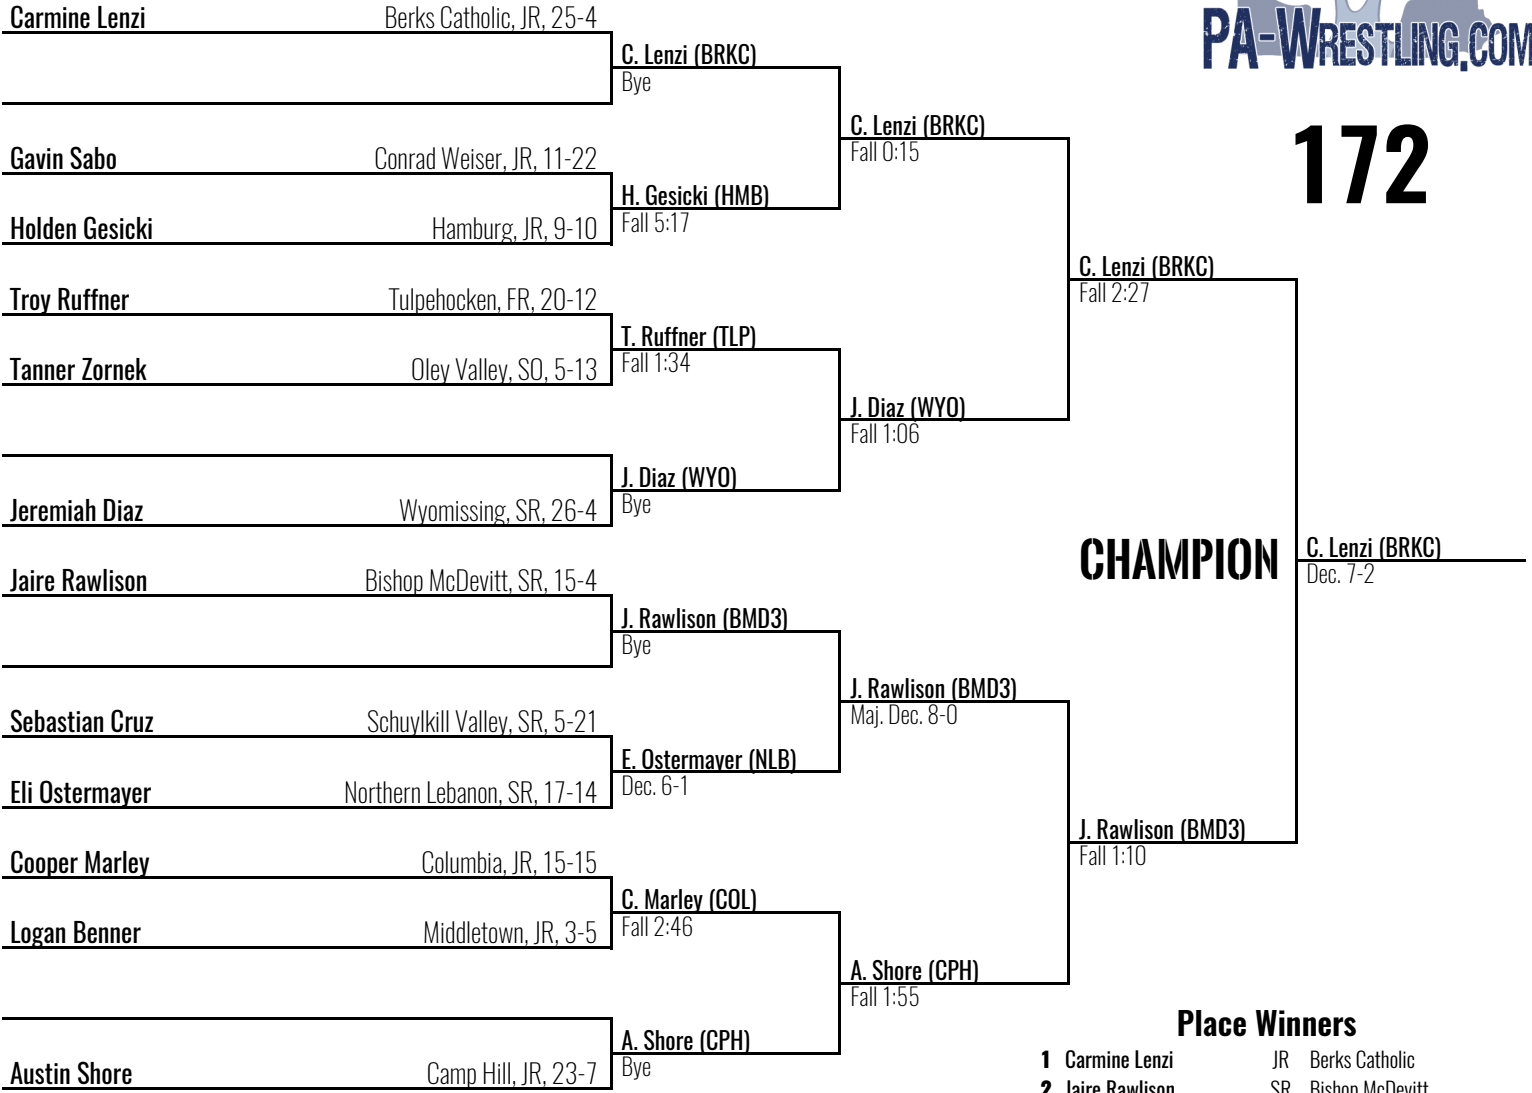 Carmine Lenzi Berks Catholic, JR, 25-4
C. Lenzi (BRKC)
Bye
Gavin Sabo Conrad Weiser, JR, 11-22
H. Gesicki (HMB)
Fall 5:17
Holden Gesicki Hamburg, JR, 9-10
C. Lenzi (BRKC)
Fall 0:15
Troy Ruffner Tulpehocken, FR, 20-12
T. Ruffner (TLP)
Fall 1:34
Tanner Zornek Oley Valley, SO, 5-13
J. Diaz (WYO)
Fall 1:06
J. Diaz (WYO)
Bye
Jeremiah Diaz Wyomissing, SR, 26-4
C. Lenzi (BRKC)
Fall 2:27
Jaire Rawlison Bishop McDevitt, SR, 15-4
J. Rawlison (BMD3)
Bye
Sebastian Cruz Schuylkill Valley, SR, 5-21
E. Ostermayer (NLB)
Dec. 6-1
Eli Ostermayer Northern Lebanon, SR, 17-14
J. Rawlison (BMD3)
Maj. Dec. 8-0
Cooper Marley Columbia, JR, 15-15
C. Marley (COL)
Fall 2:46
Logan Benner Middletown, JR, 3-5
A. Shore (CPH)
Fall 1:55
A. Shore (CPH)
Bye
Austin Shore Camp Hill, JR, 23-7
J. Rawlison (BMD3)
Fall 1:10
PA-WRESTLING.COM
172
CHAMPION
C. Lenzi (BRKC)
Dec. 7-2
Place Winners
1 Carmine Lenzi JR Berks Catholic
2 Jaire Rawlison SR Bishop McDevitt